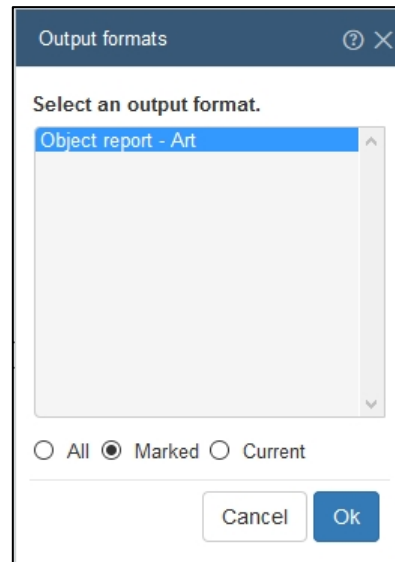 Output formats
Select an output format.
Object report - Art
All Marked Current
Cancel Ok